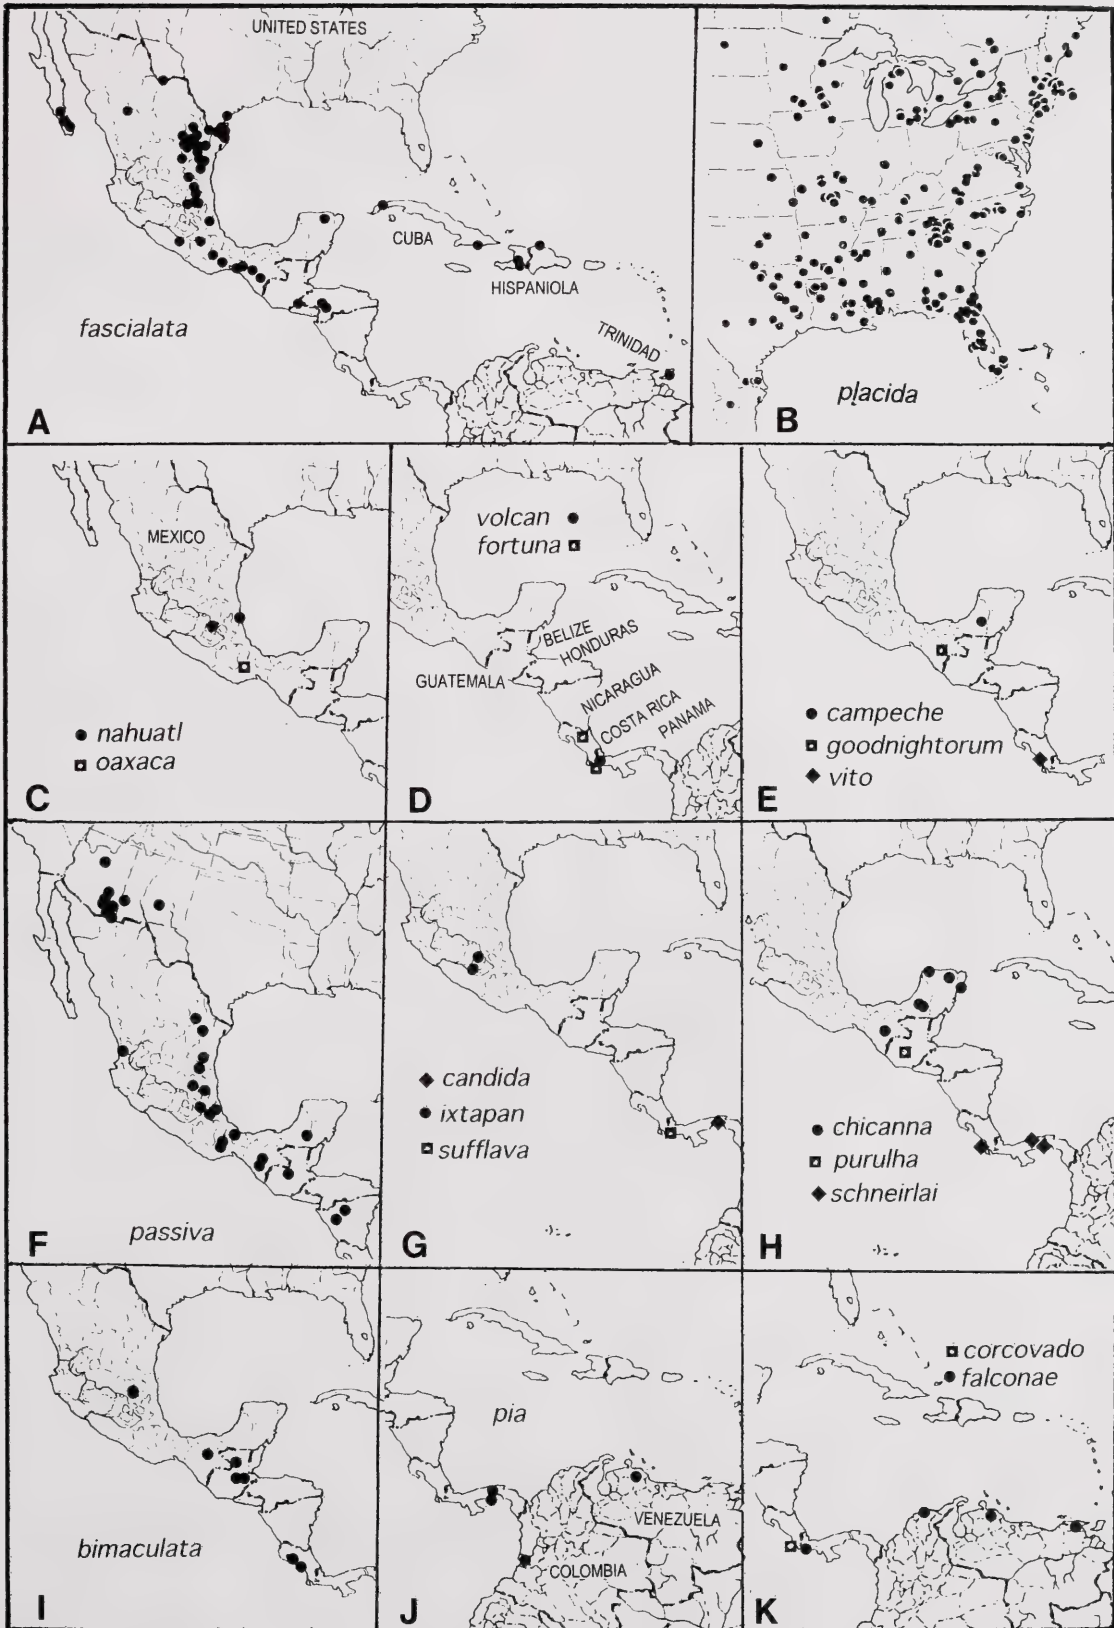 UNITED STATES
CUBA
HISPANIOLA
TRINIDAD
fascialata
A
placida
B
MEXICO
nahuatl
oaxaca
C
volcan
fortuna
BELIZE
HONDURAS
GUATEMALA
NICARAGUA
COSTA RICA
PANAMA
D
campeche
goodnightorum
vito
E
passiva
F
candida
ixtapan
sufflava
G
chicanna
purulha
schneirlai
H
bimaculata
I
pia
VENEZUELA
COLOMBIA
J
corcovado
falconae
K